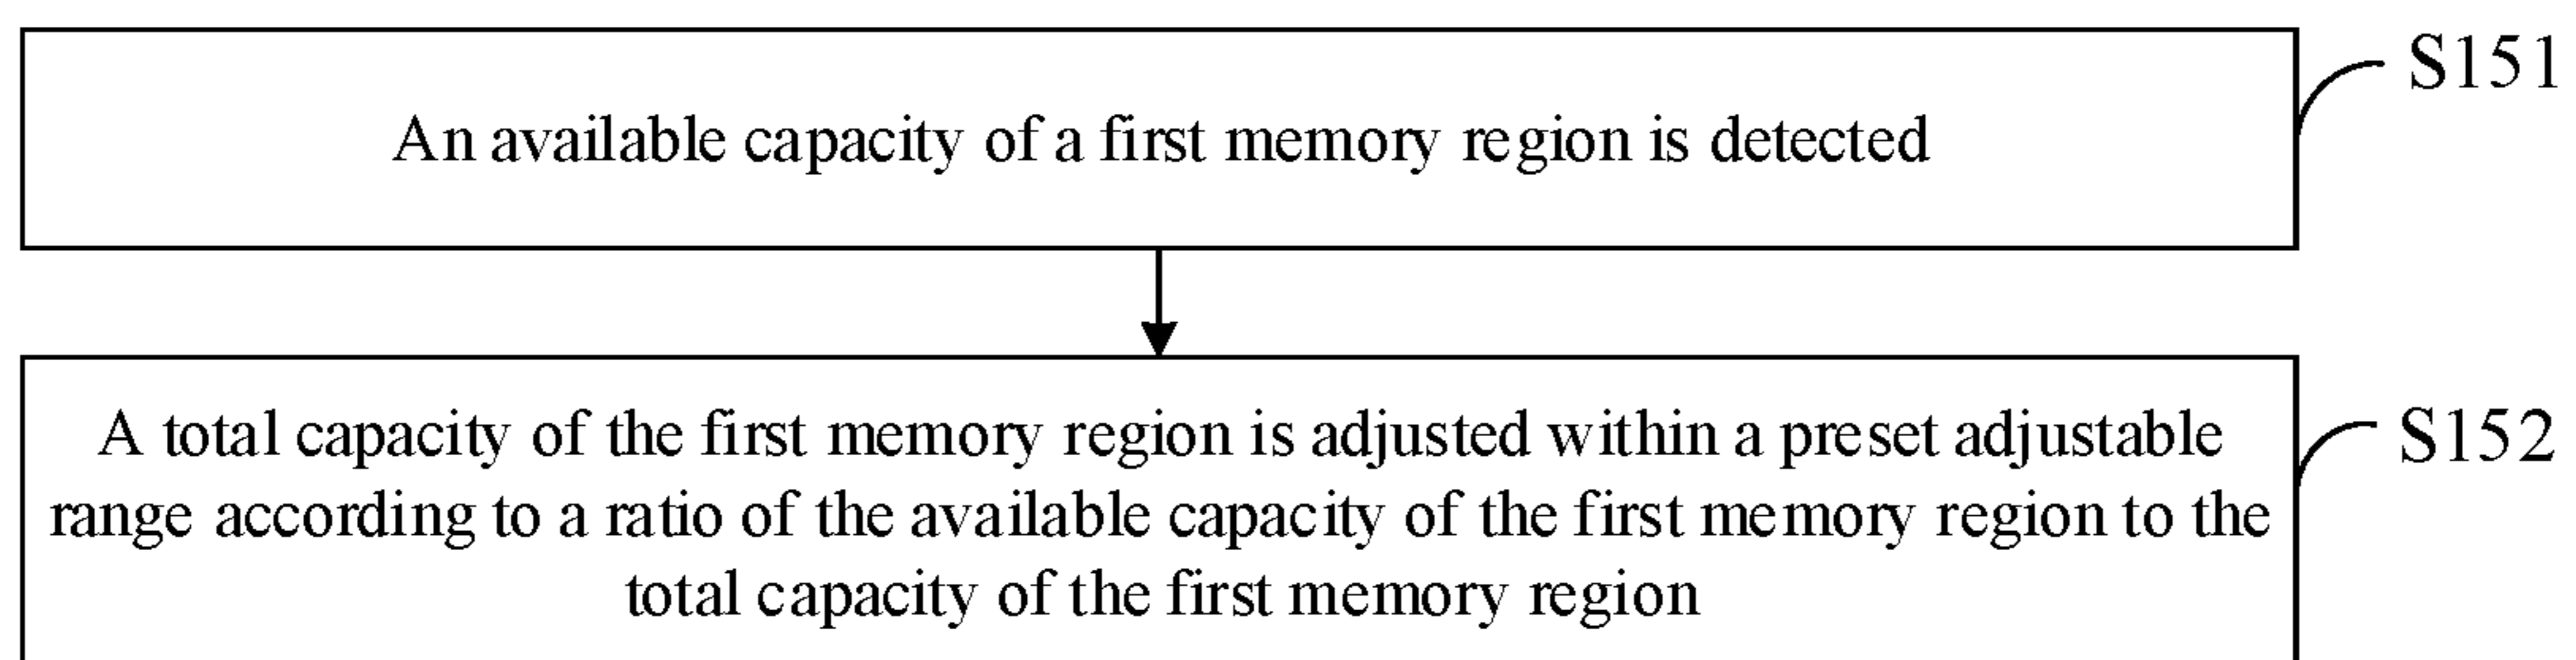 An available capacity of a first memory region is detected
S151
A total capacity of the first memory region is adjusted within a preset adjustable
range according to a ratio of the available capacity of the first memory region to the
total capacity of the first memory region
S152